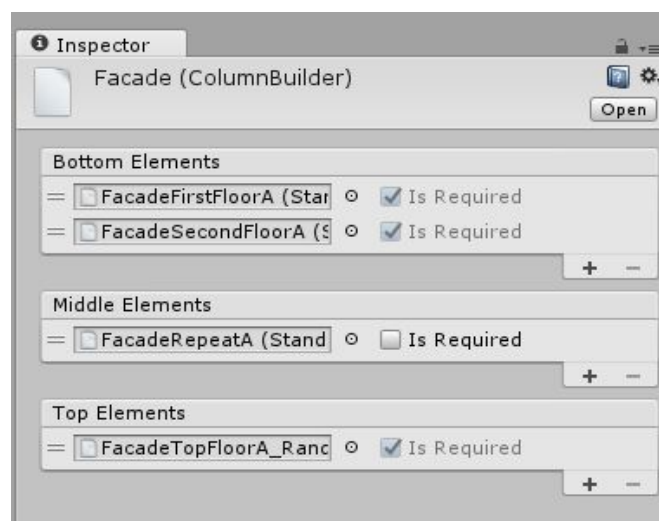 Inspector
Facade (ColumnBuilder)
Open
Bottom Elements
FacadeFirstFloorA (Star Is Required
FacadeSecondFloorA (S Is Required
+ −
Middle Elements
FacadeRepeatA (Stand Is Required
+ −
Top Elements
FacadeTopFloorA_Ranc Is Required
+ −